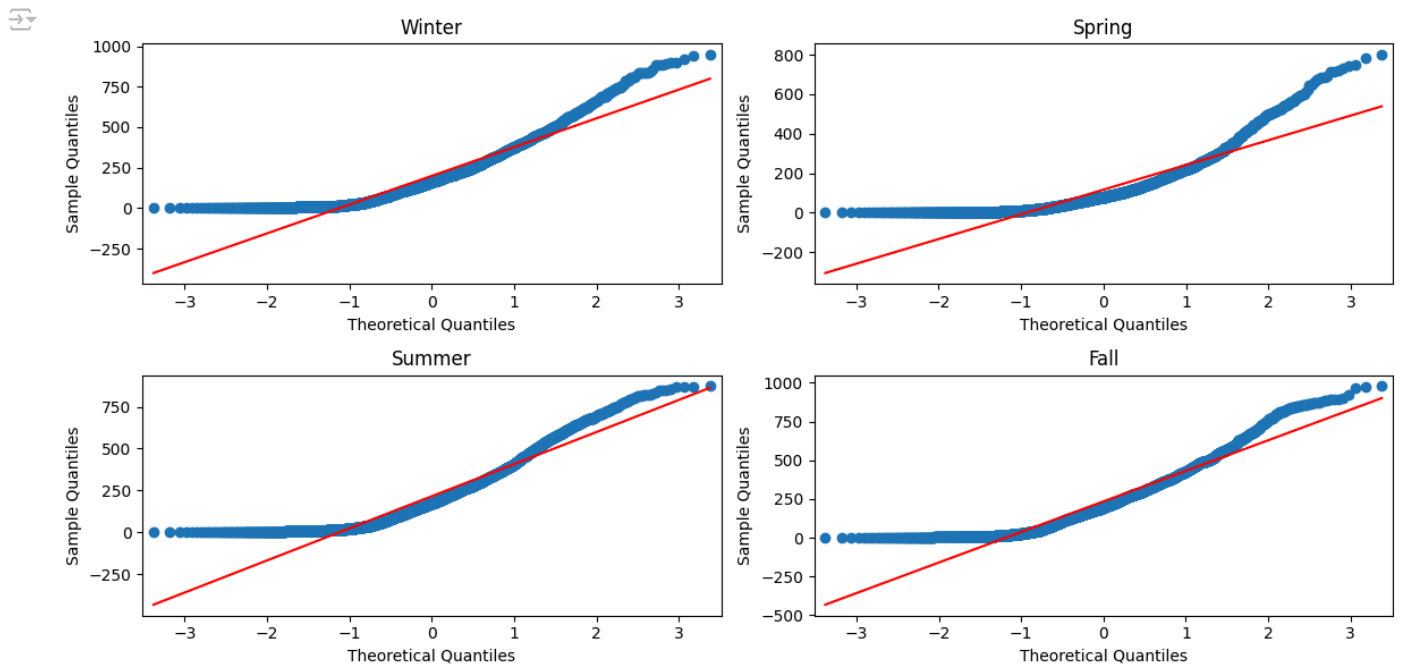 Winter
Spring
1000
750
500
250
0
−250
Sample Quantiles
−3 −2 −1 0 1 2 3
Theoretical Quantiles
800
600
400
200
0
−200
Sample Quantiles
−3 −2 −1 0 1 2 3
Theoretical Quantiles
Summer
Fall
750
500
250
0
−250
Sample Quantiles
−3 −2 −1 0 1 2 3
Theoretical Quantiles
1000
750
500
250
0
−250
−500
Sample Quantiles
−3 −2 −1 0 1 2 3
Theoretical Quantiles